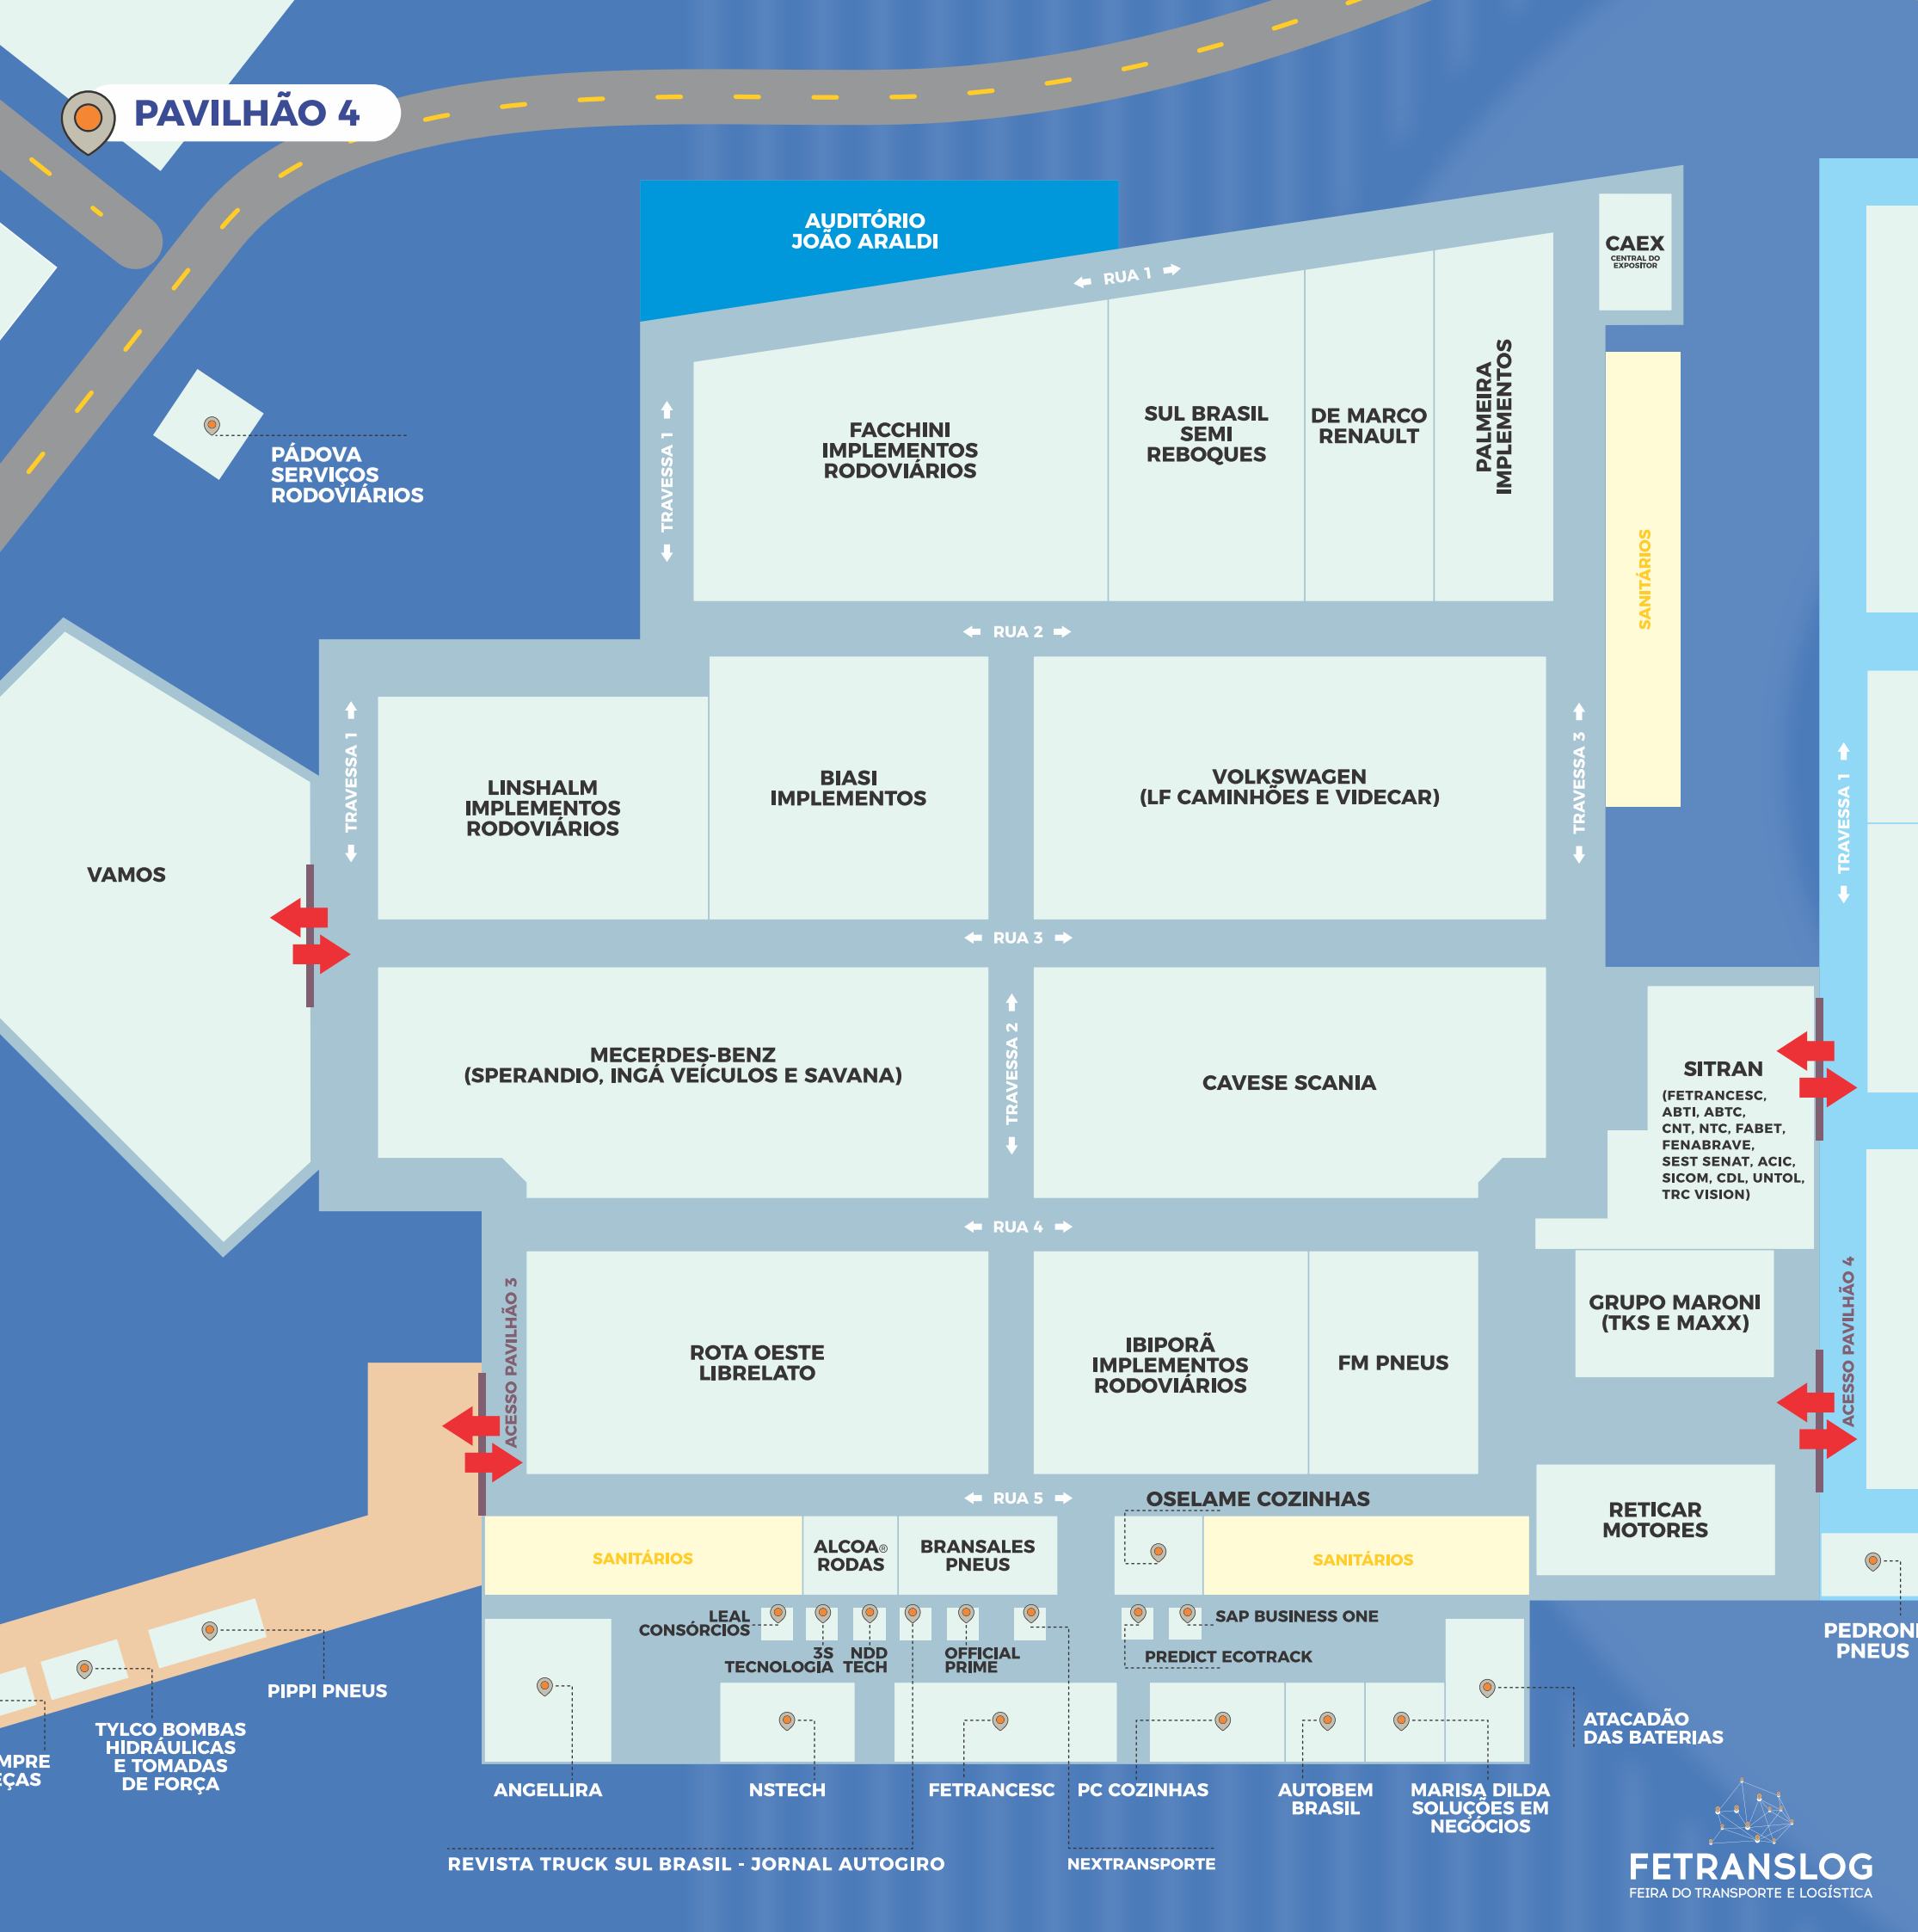 PAVILHÃO 4
AUDITÓRIO
JOÃO ARALDI
RUA 1
CAEX
CENTRAL DO
EXPOSITOR
TRAVESSA 1
FACCHINI
IMPLEMENTOS
RODOVIÁRIOS
SUL BRASIL
SEMI
REBOQUES
DE MARCO
RENAULT
PALMEIRA
IMPLEMENTOS
SANITÁRIOS
PÁDOVA
SERVIÇOS
RODOVIÁRIOS
RUA 2
TRAVESSA 1
LINSHALM
IMPLEMENTOS
RODOVIÁRIOS
BIASI
IMPLEMENTOS
VOLKSWAGEN
(LF CAMINHÕES E VIDECAR)
TRAVESSA 3
TRAVESSA 1
VAMOS
RUA 3
MECERDES-BENZ
(SPERANDIO, INGÁ VEÍCULOS E SAVANA)
TRAVESSA 2
CAVESE SCANIA
SITRAN
(FETRANCESC,
ABTI, ABTC,
CNT, NTC, FABET,
FENABRAVE,
SEST SENAT, ACIC,
SICOM, CDL, UNTOL,
TRC VISION)
RUA 4
ACESSO PAVILHÃO 3
ROTA OESTE
LIBRELATO
IBIPORÃ
IMPLEMENTOS
RODOVIÁRIOS
FM PNEUS
GRUPO MARONI
(TKS E MAXX)
ACESSO PAVILHÃO 4
RUA 5
OSELAME COZINHAS
RETICAR
MOTORES
SANITÁRIOS
ALCOA®
RODAS
BRANSALES
PNEUS
SANITÁRIOS
LEAL
CONSÓRCIOS
3S
TECNOLOGIA
NDD
TECH
OFFICIAL
PRIME
SAP BUSINESS ONE
PREDICT ECOTRACK
PEDRONI
PNEUS
PIPPI PNEUS
TYLCO BOMBAS
HIDRÁULICAS
E TOMADAS
DE FORÇA
MPRE
EÇAS
ATACADÃO
DAS BATERIAS
ANGELLIRA
NSTECH
FETRANCESC
PC COZINHAS
AUTOBEM
BRASIL
MARISA DILDA
SOLUÇÕES EM
NEGÓCIOS
REVISTA TRUCK SUL BRASIL - JORNAL AUTOGIRO
NEXTRANSPORTE
FETRANSLOG
FEIRA DO TRANSPORTE E LOGÍSTICA